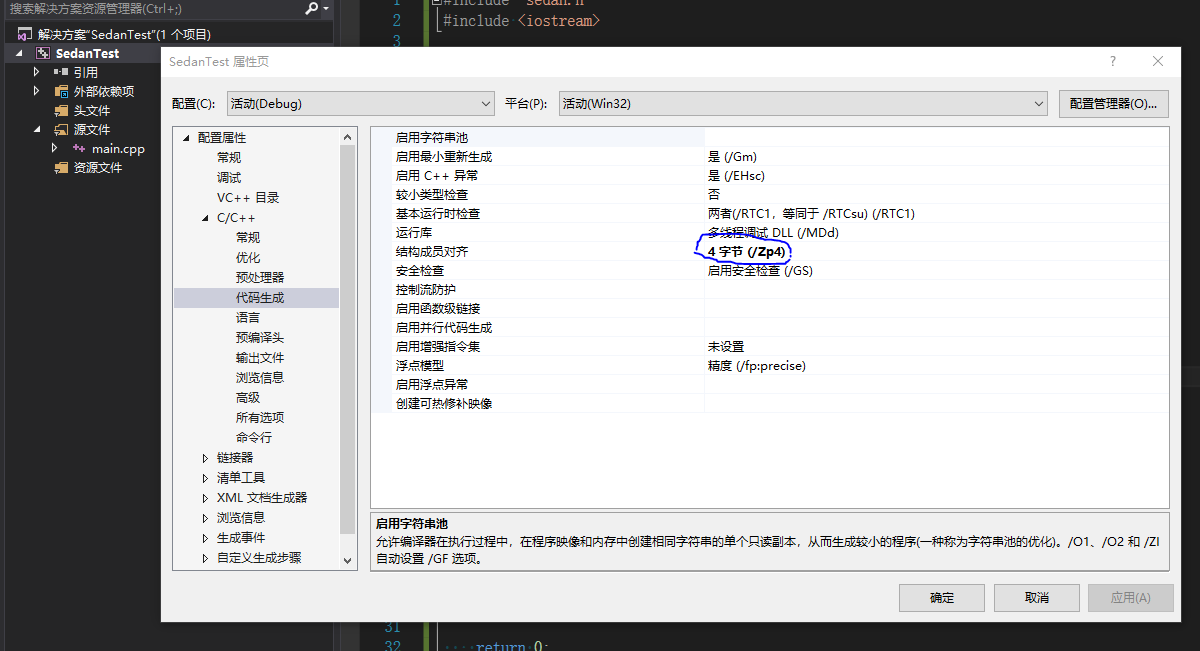 搜索解决方案资源管理器(Ctrl+;)
解决方案"SedanTest"(1 个项目)
SedanTest
引用
外部依赖项
头文件
源文件
main.cpp
资源文件
1 #include "sedan.h"
2 #include <iostream>
3
SedanTest 属性页
? 
配置(C): 活动(Debug) 平台(P): 活动(Win32) 配置管理器(O)...
配置属性
常规
调试
VC++ 目录
C/C++
常规
优化
预处理器
代码生成
语言
预编译头
输出文件
浏览信息
高级
所有选项
命令行
链接器
清单工具
XML 文档生成器
浏览信息
生成事件
自定义生成步骤
启用字符串池
启用最小重新生成 是 (/Gm)
启用 C++ 异常 是 (/EHsc)
较小类型检查 否
基本运行时检查 两者(/RTC1，等同于 /RTCsu) (/RTC1)
运行库 多线程调试 DLL (/MDd)
结构成员对齐 4 字节 (/Zp4)
安全检查 启用安全检查 (/GS)
控制流防护
启用函数级链接
启用并行代码生成
启用增强指令集 未设置
浮点模型 精度 (/fp:precise)
启用浮点异常
创建可热修补映像
启用字符串池
允许编译器在执行过程中，在程序映像和内存中创建相同字符串的单个只读副本，从而生成较小的程序(一种称为字符串池的优化)。/O1、/O2 和 /ZI
自动设置 /GF 选项。
确定 取消 应用(A)
31
32 return 0;